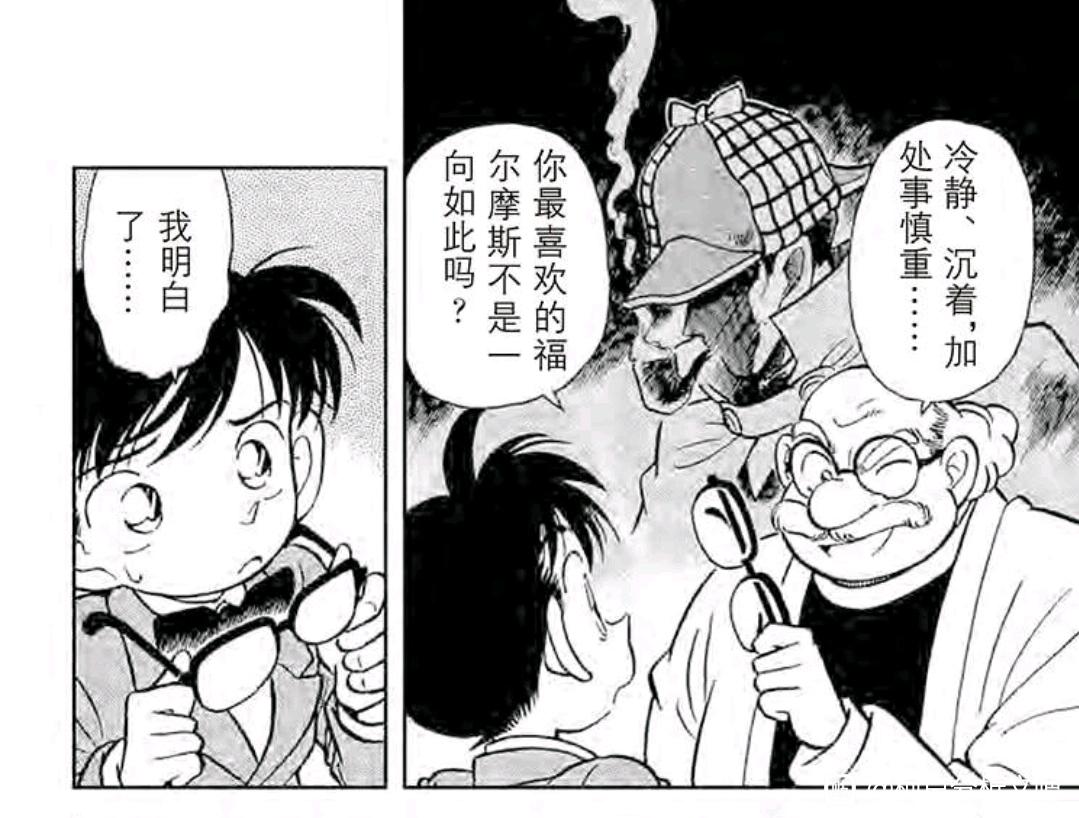 冷静、沉着，加
处事慎重……
你最喜欢的福
尔摩斯不是一
向如此吗？
我明白
了……